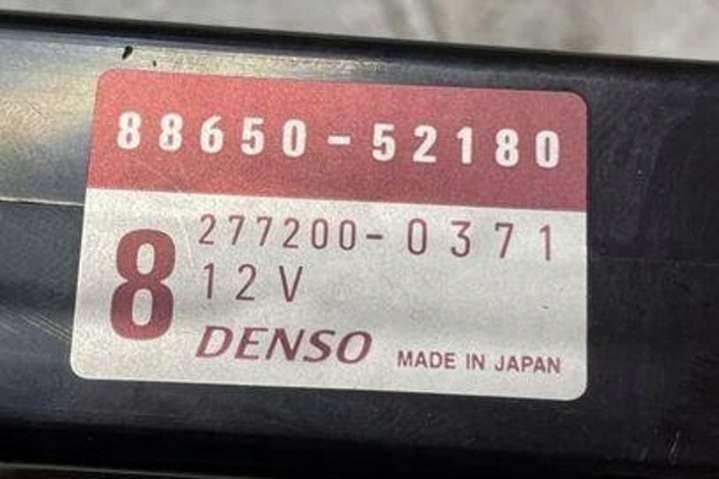 88650-52180
277200-0371
8
12V
DENSO
MADE IN JAPAN